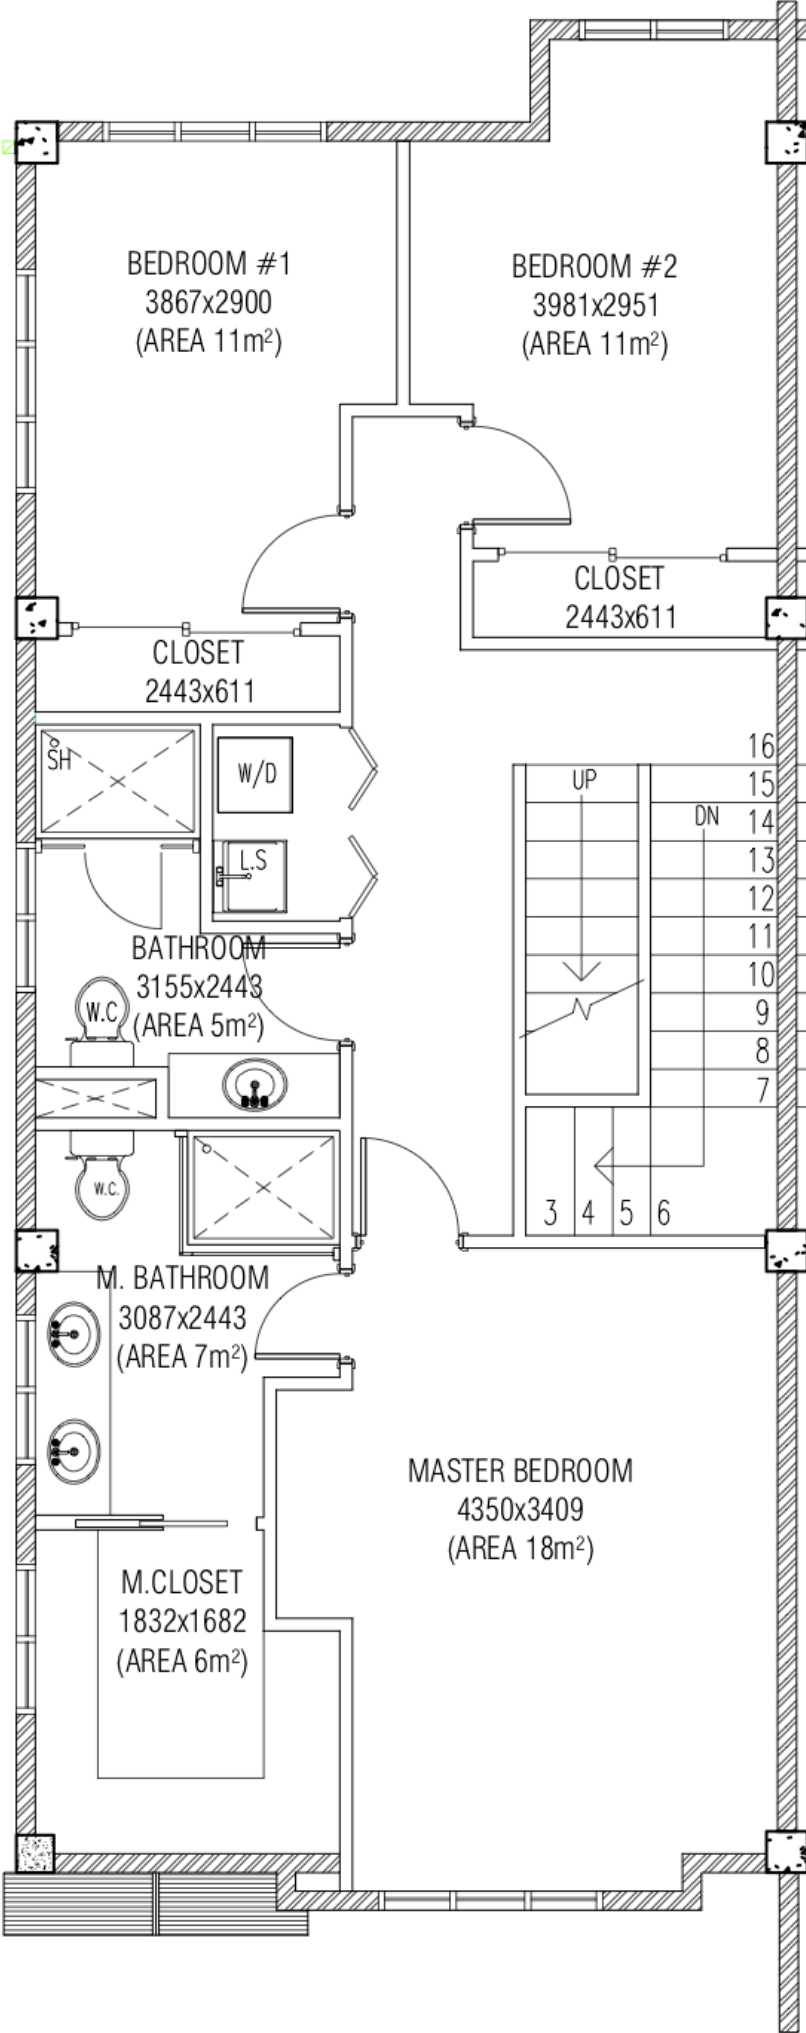 BEDROOM #1
3867x2900
(AREA 11m²)
BEDROOM #2
3981x2951
(AREA 11m²)
CLOSET
2443x611
CLOSET
2443x611
SH
W/D
L.S
UP
DN
16
15
14
13
12
11
10
9
8
7
BATHROOM
3155x2443
(AREA 5m²)
W.C
W.C.
3 4 5 6
M. BATHROOM
3087x2443
(AREA 7m²)
MASTER BEDROOM
4350x3409
(AREA 18m²)
M.CLOSET
1832x1682
(AREA 6m²)